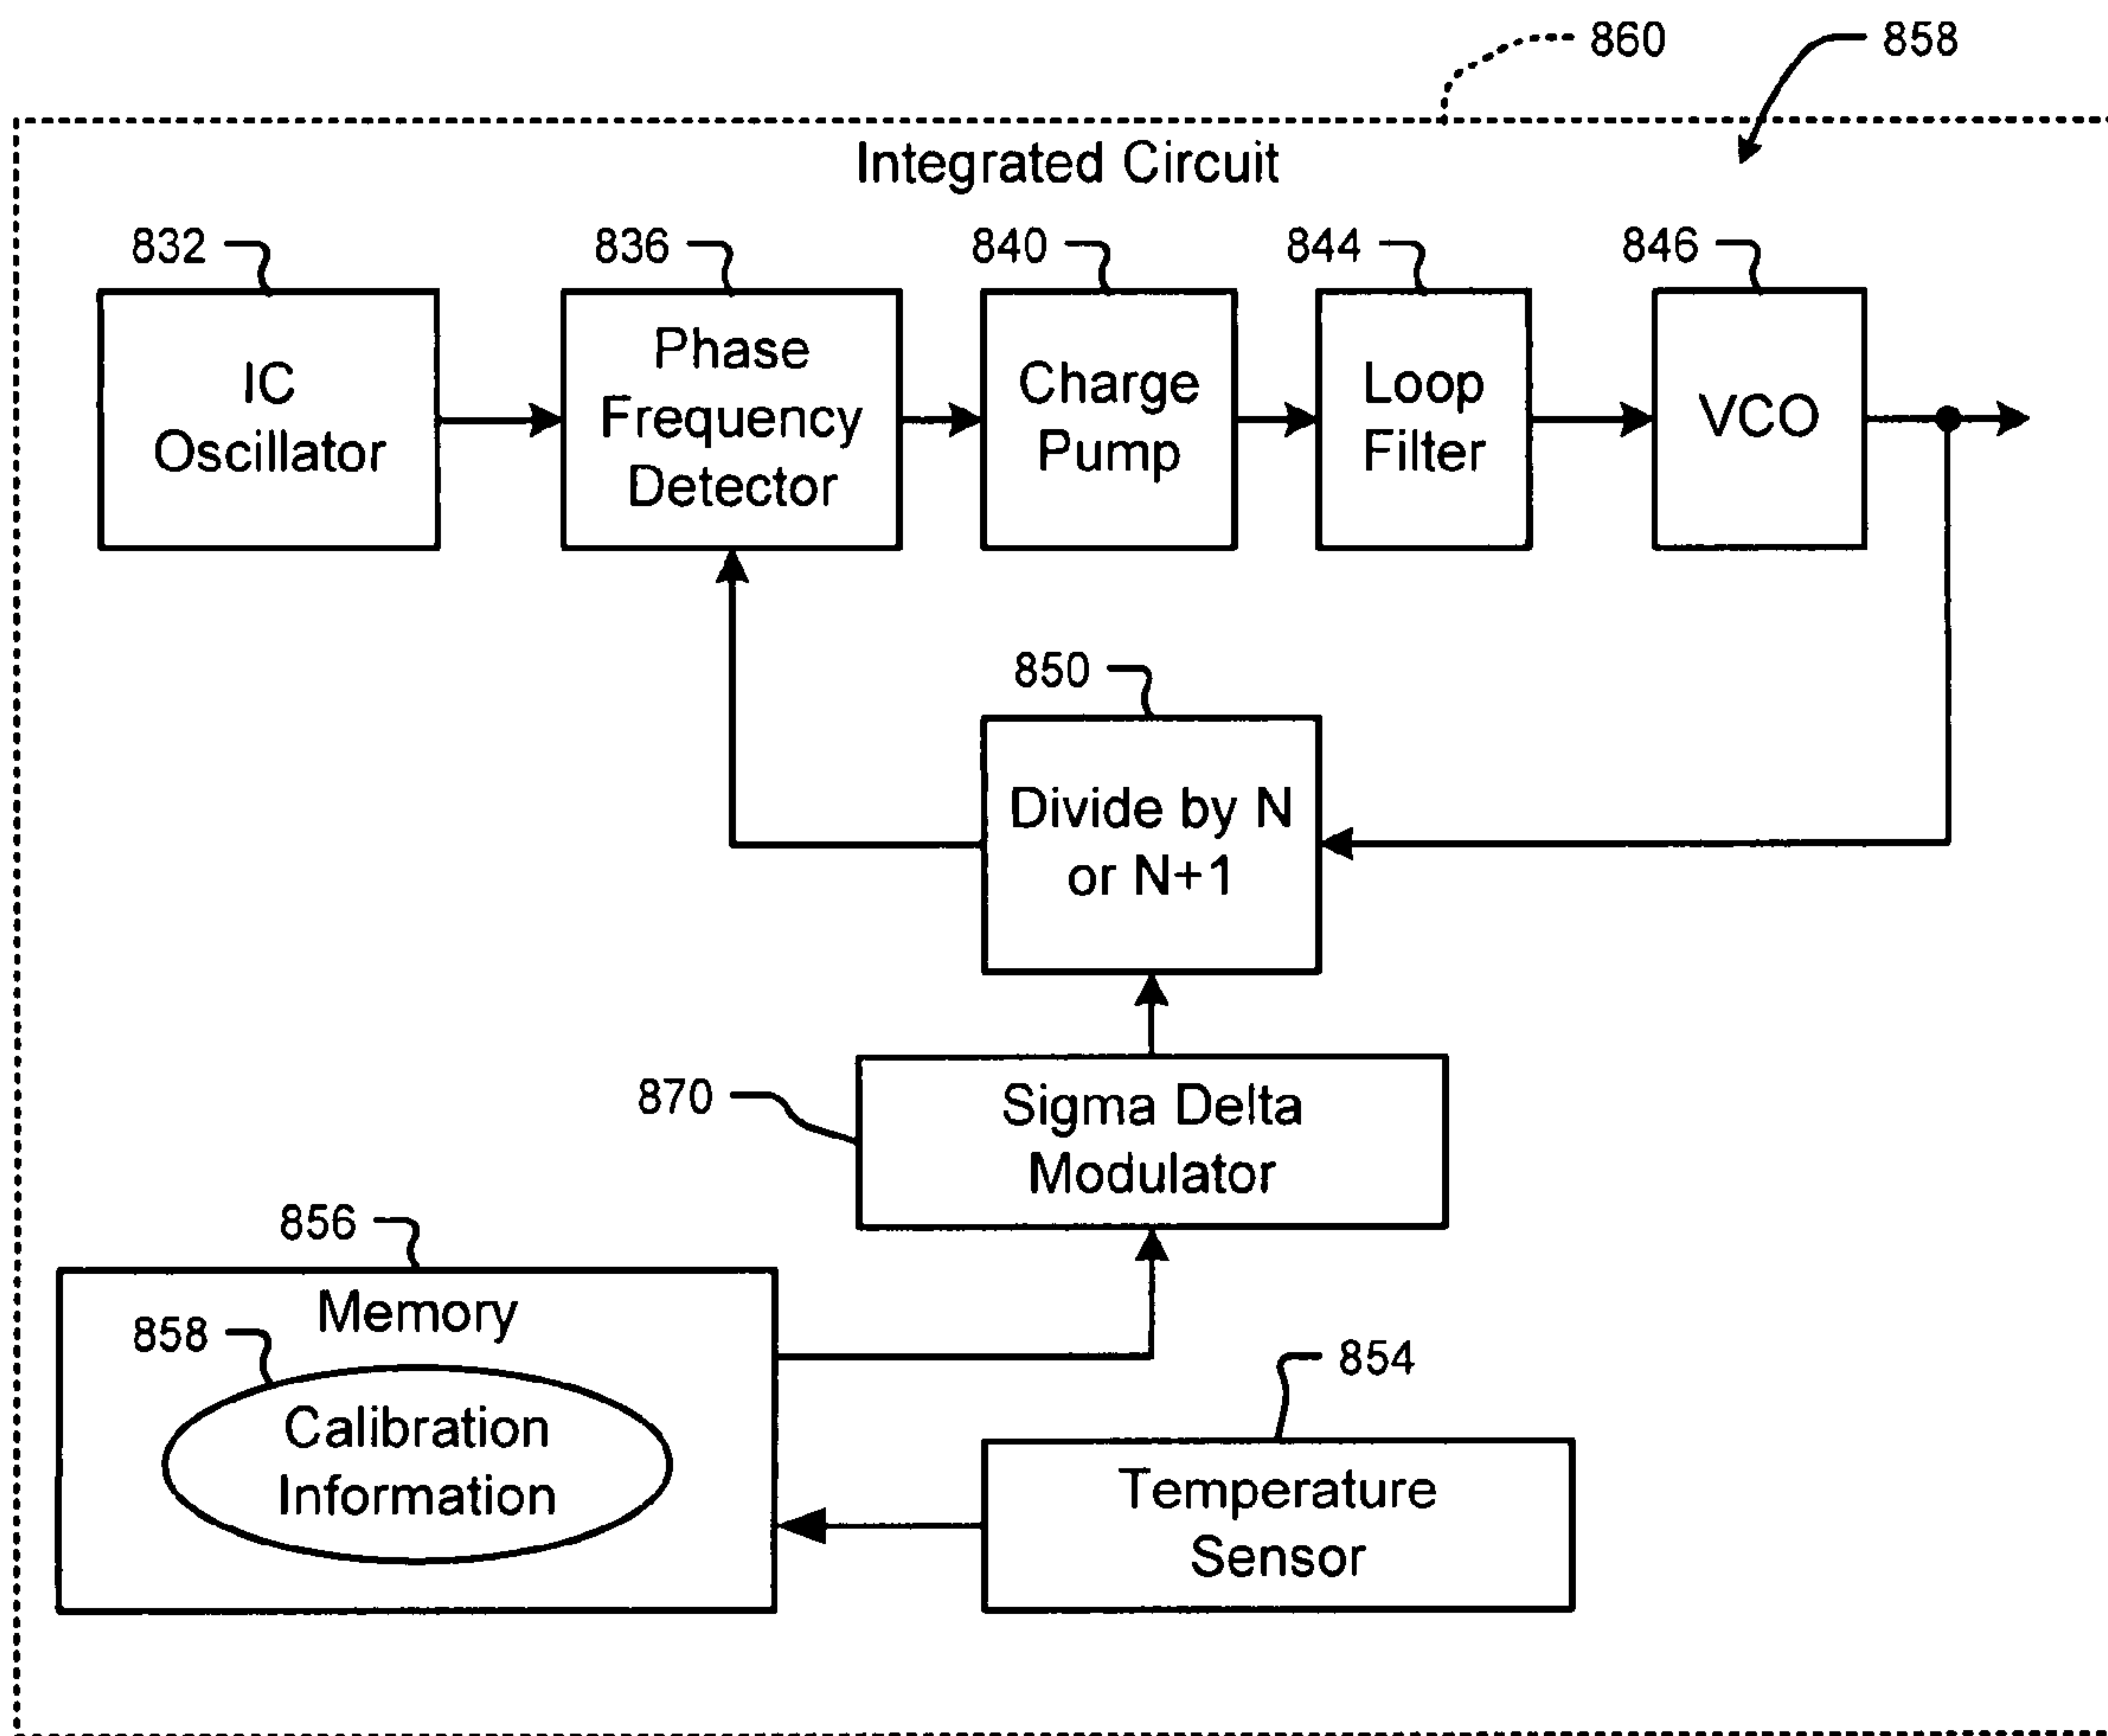 860
858
Integrated Circuit
832
836
840
844
846
IC
Oscillator
Phase
Frequency
Detector
Charge
Pump
Loop
Filter
VCO
850
Divide by N
or N+1
870
Sigma Delta
Modulator
856
Memory
858
Calibration
Information
854
Temperature
Sensor